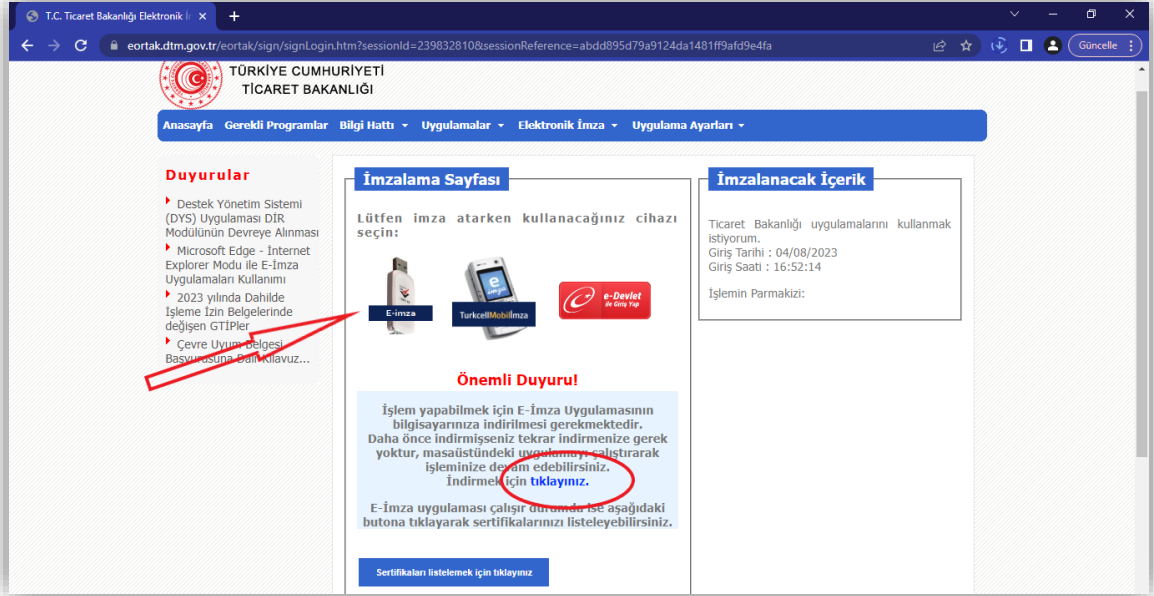 T.C. Ticaret Bakanlığı Elektronik İ
eortak.dtm.gov.tr/eortak/sign/signLogin.htm?sessionId=239832810&sessionReference=abdd895d79a9124da1481ff9afd9e4fa
Güncelle
TÜRKİYE CUMHURİYETİ
TİCARET BAKANLIĞI
Anasayfa Gerekli Programlar Bilgi Hattı Uygulamalar Elektronik İmza Uygulama Ayarları
Duyurular
Destek Yönetim Sistemi
(DYS) Uygulaması DİR
Modülünün Devreye Alınması
Microsoft Edge - İnternet
Explorer Modu ile E-İmza
Uygulamaları Kullanımı
2023 yılında Dahilde
İşleme İzin Belgelerinde
değişen GTİPler
Çevre Uyum Belgesi
Başvurusuna Dair Kılavuz...
İmzalama Sayfası
Lütfen imza atarken kullanacağınız cihazı
seçin:
E-imza
e
imza
TurkcellMobilİmza
e-Devlet
ile Giriş Yap
Önemli Duyuru!
İşlem yapabilmek için E-İmza Uygulamasının
bilgisayarınıza indirilmesi gerekmektedir.
Daha önce indirmişseniz tekrar indirmenize gerek
yoktur, masaüstündeki uygulamayı çalıştırarak
işleminize devam edebilirsiniz.
İndirmek için tıklayınız.
E-İmza uygulaması çalışır durumda ise aşağıdaki
butona tıklayarak sertifikalarınızı listeleyebilirsiniz.
Sertifikaları listelemek için tıklayınız
İmzalanacak İçerik
Ticaret Bakanlığı uygulamalarını kullanmak
istiyorum.
Giriş Tarihi : 04/08/2023
Giriş Saati : 16:52:14
İşlemin Parmakizi: